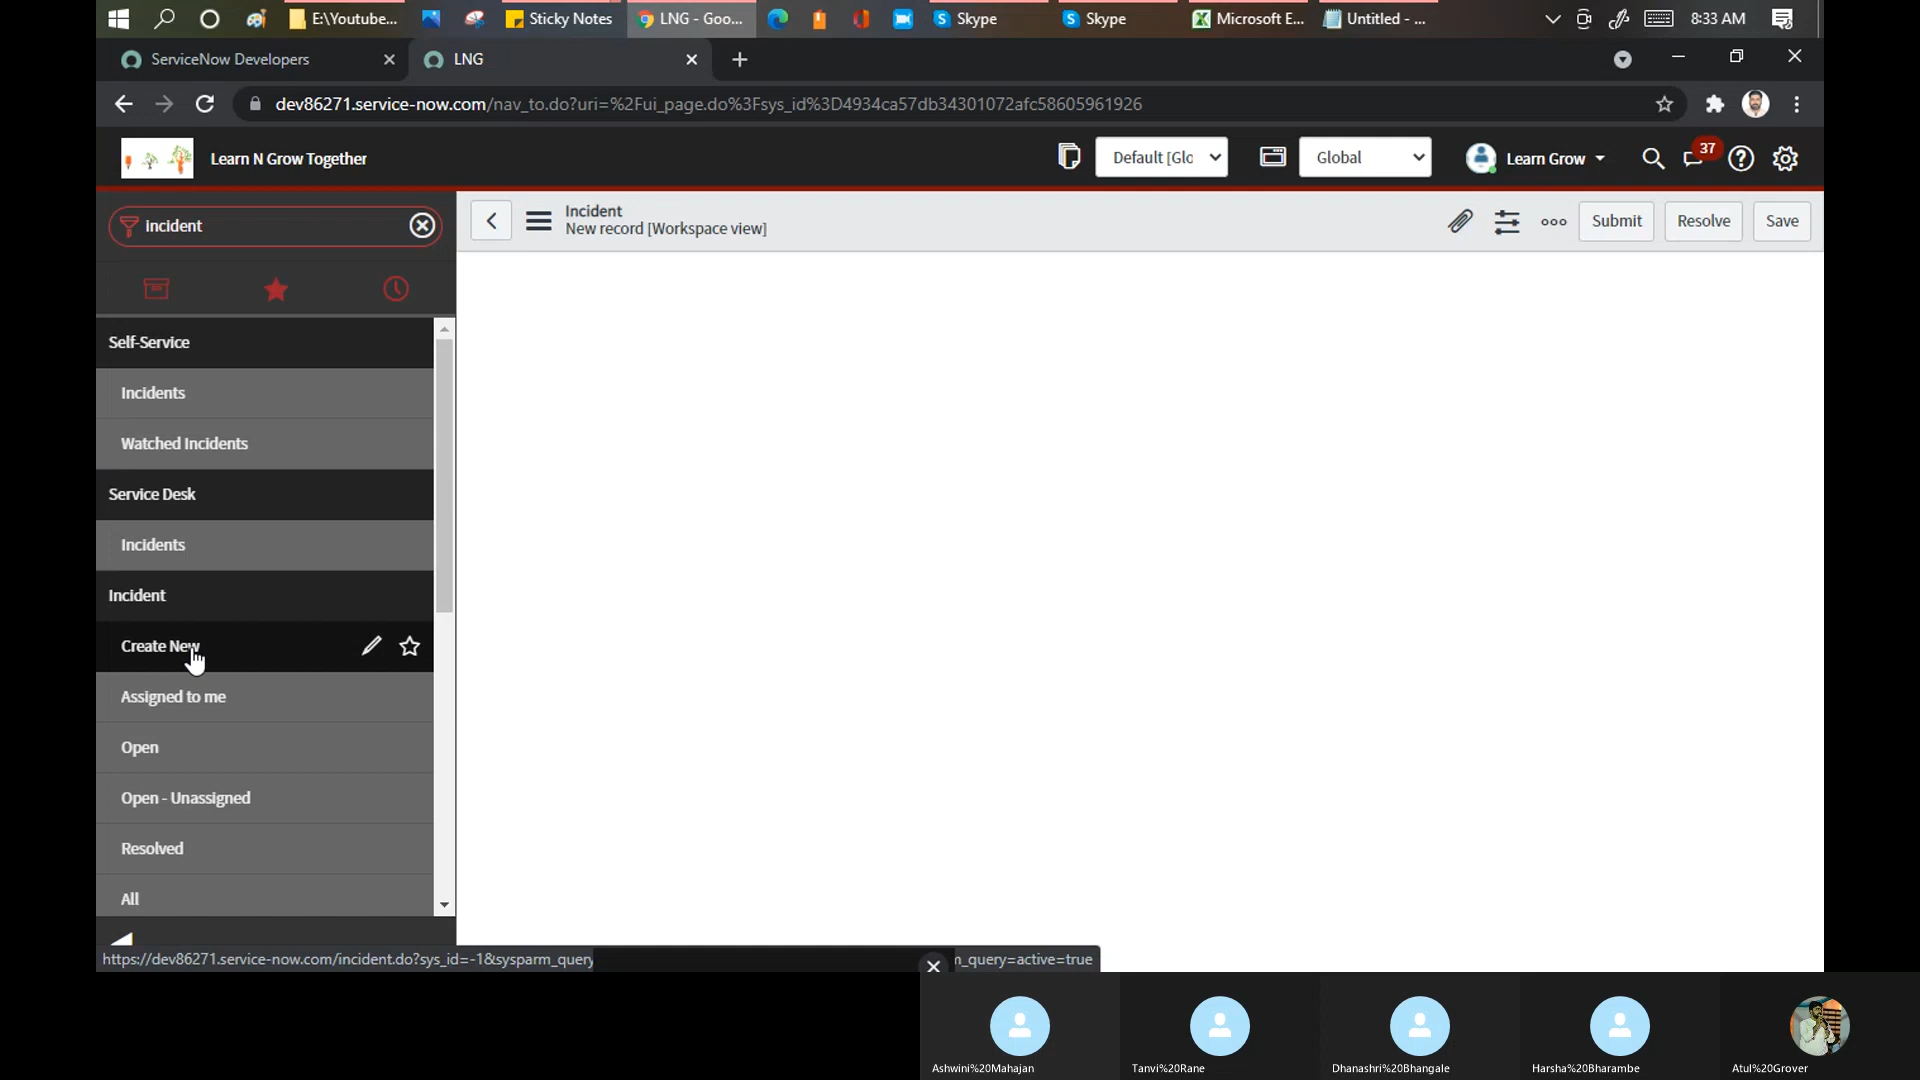 E:\Youtube...
Sticky Notes
LNG - Goo...
Skype
Skype
Microsoft E...
Untitled - ...
8:33 AM
ServiceNow Developers
LNG
dev86271.service-now.com/nav_to.do?uri=%2Fui_page.do%3Fsys_id%3D4934ca57db34301072afc58605961926
Learn N Grow Together
Default [Glo
Global
Learn Grow
37
incident
Incident
New record [Workspace view]
Submit
Resolve
Save
Self-Service
Incidents
Watched Incidents
Service Desk
Incidents
Incident
Create New
Assigned to me
Open
Open - Unassigned
Resolved
All
https://dev86271.service-now.com/incident.do?sys_id=-1&sysparm_query
m_query=active=true
Ashwini%20Mahajan
Tanvi%20Rane
Dhanashri%20Bhangale
Harsha%20Bharambe
Atul%20Grover